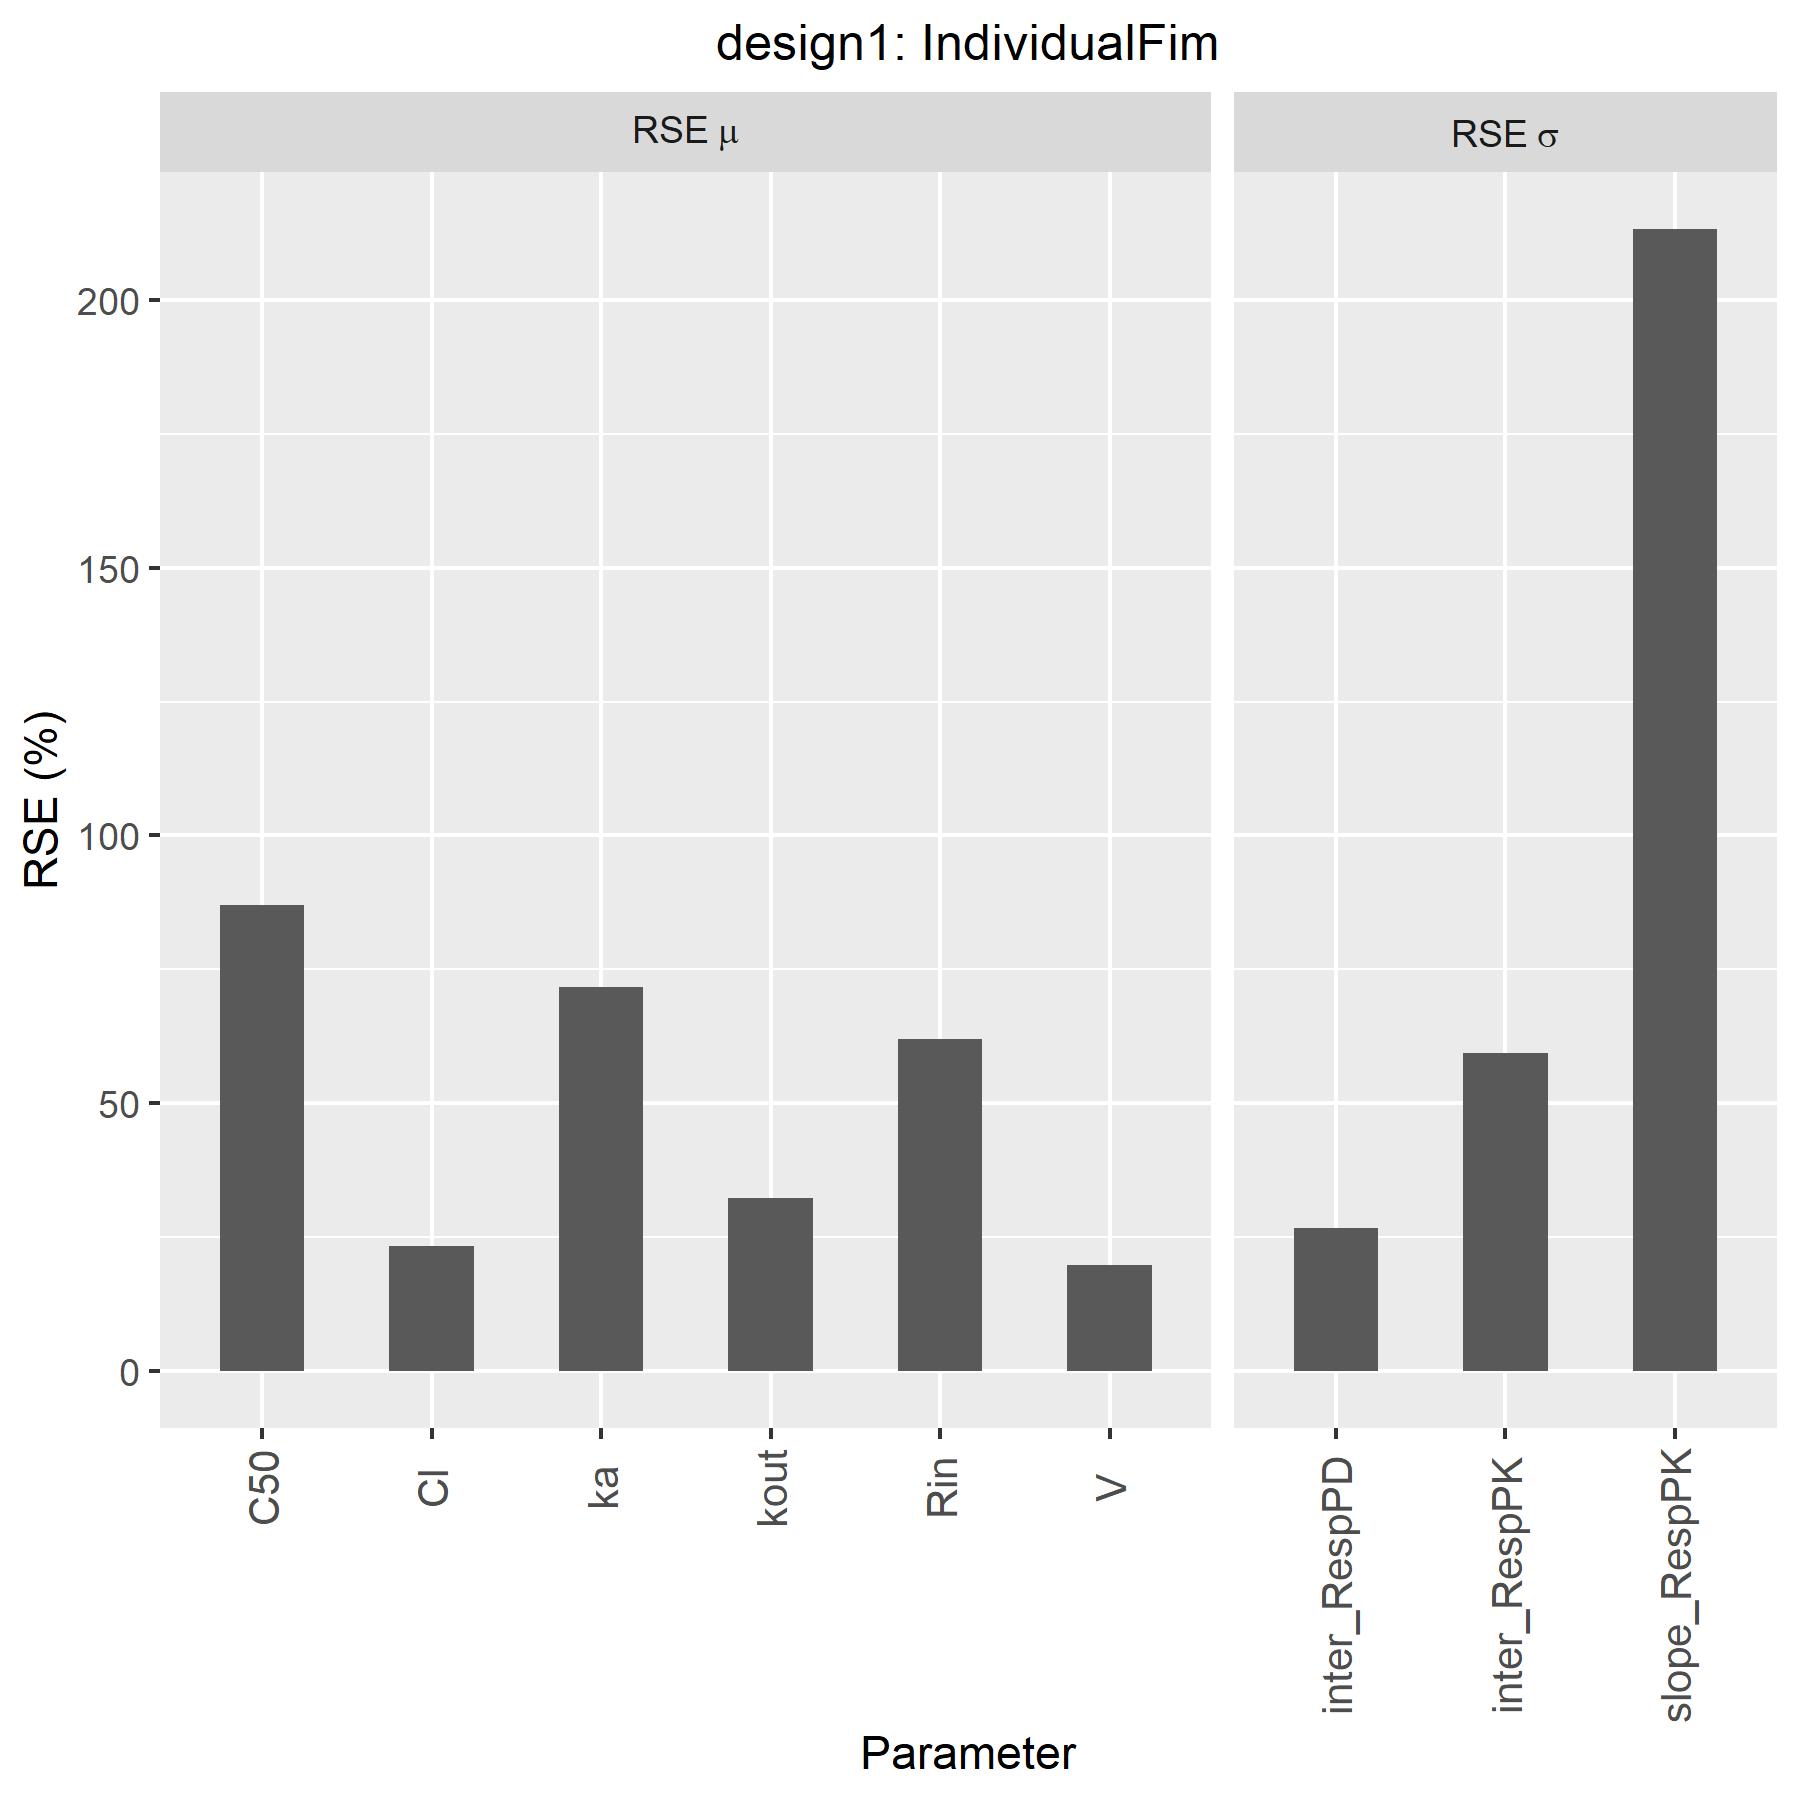 design1: IndividualFim
RSE μ
RSE σ
RSE (%)
200
150
100
50
0
C50
Cl
ka
kout
Rin
V
inter_RespPD
inter_RespPK
slope_RespPK
Parameter